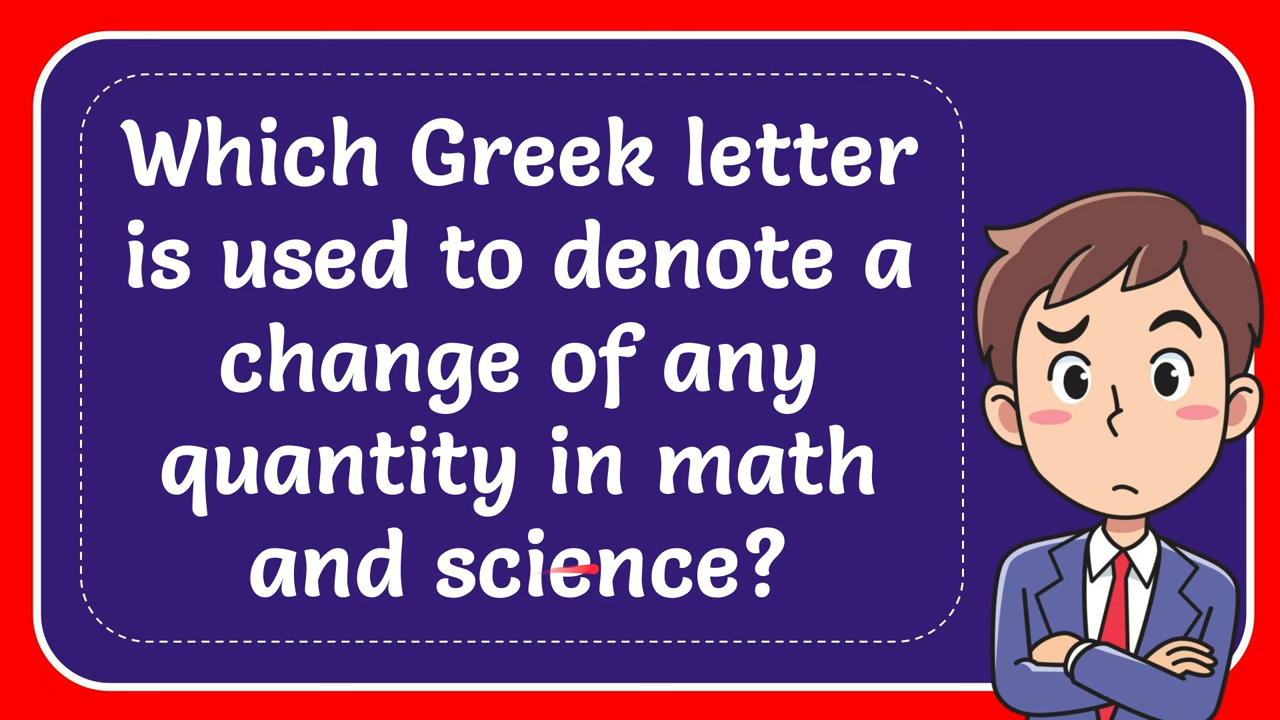 Which Greek letter
is used to denote a
change of any
quantity in math
and science?